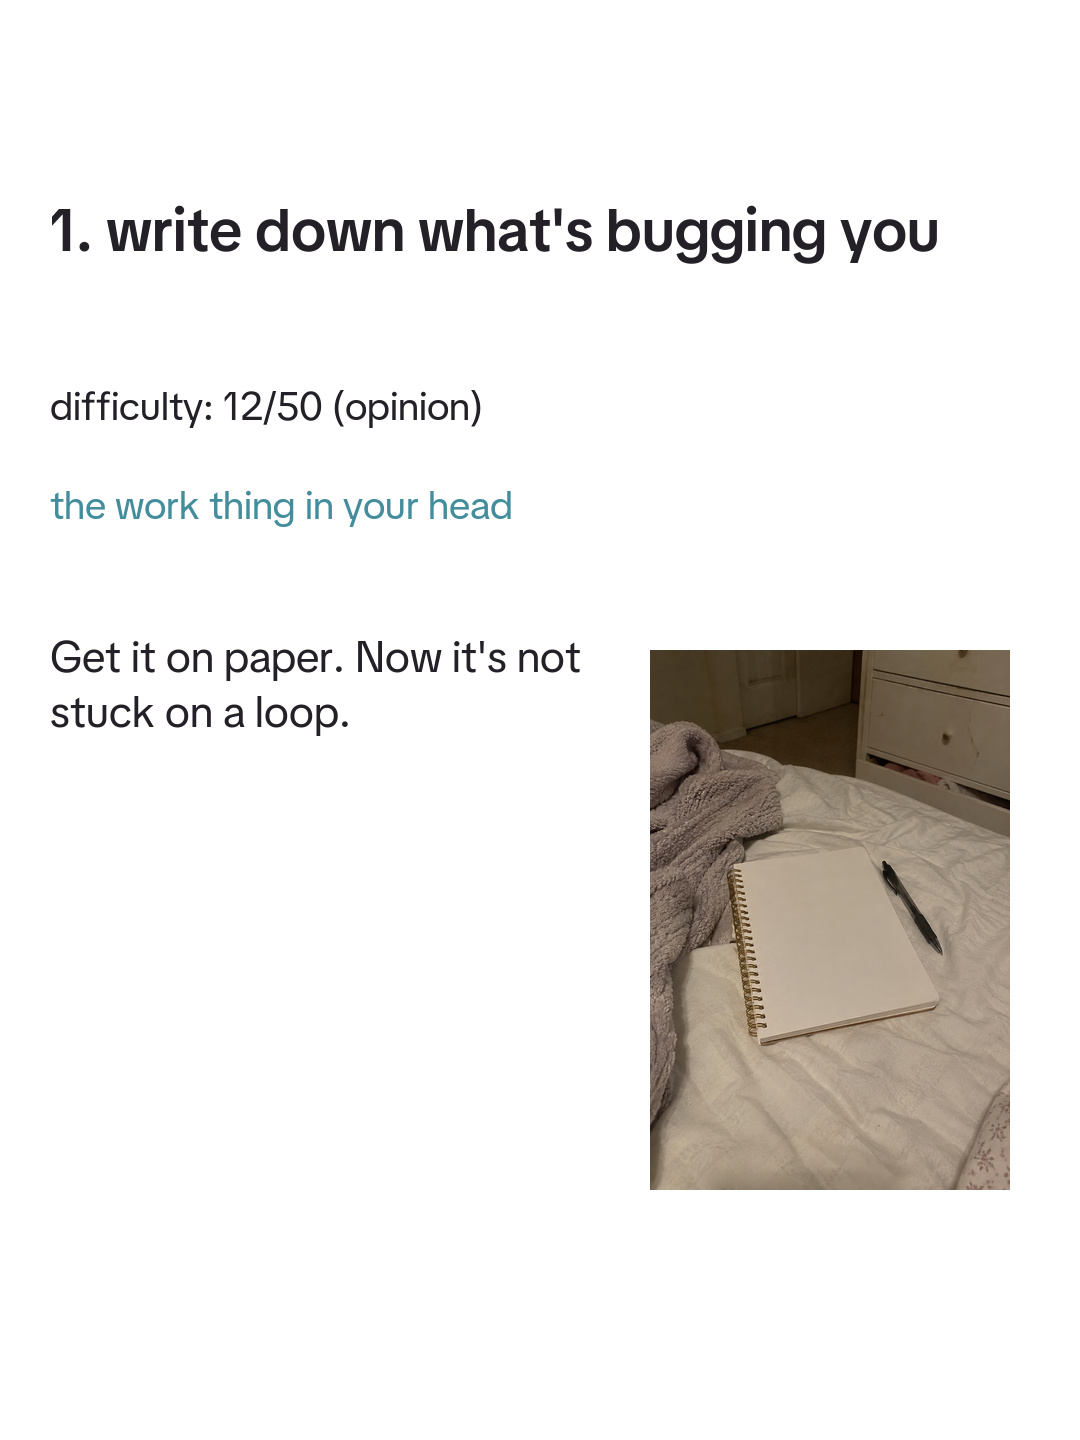 1. write down what's bugging you
difficulty: 12/50 (opinion)
the work thing in your head
Get it on paper. Now it's not
stuck on a loop.